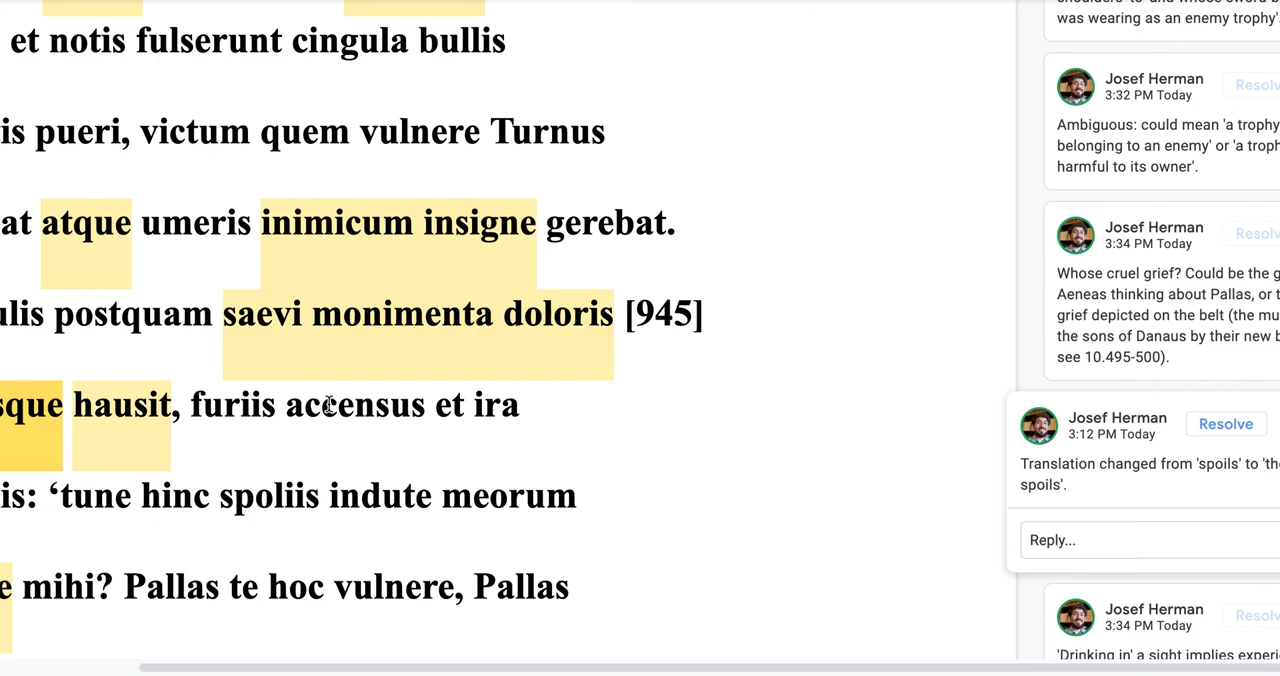 et notis fulserunt cingula bullis
tis pueri, victum quem vulnere Turnus
at atque umeris inimicum insigne gerebat.
ulis postquam saevi monimenta doloris [945]
sque hausit, furiis accensus et ira
is: ‘tune hinc spoliis indute meorum
e mihi? Pallas te hoc vulnere, Pallas
was wearing as an enemy trophy'.
Josef Herman
Resolv
3:32 PM Today
Ambiguous: could mean 'a trophy
belonging to an enemy' or 'a troph
harmful to its owner'.
Josef Herman
Resolv
3:34 PM Today
Whose cruel grief? Could be the g
Aeneas thinking about Pallas, or t
grief depicted on the belt (the mu
the sons of Danaus by their new b
see 10.495-500).
Josef Herman
Resolve
3:12 PM Today
Translation changed from 'spoils' to 'the
spoils'.
Reply...
Josef Herman
Resolv
3:34 PM Today
'Drinking in' a sight implies experi